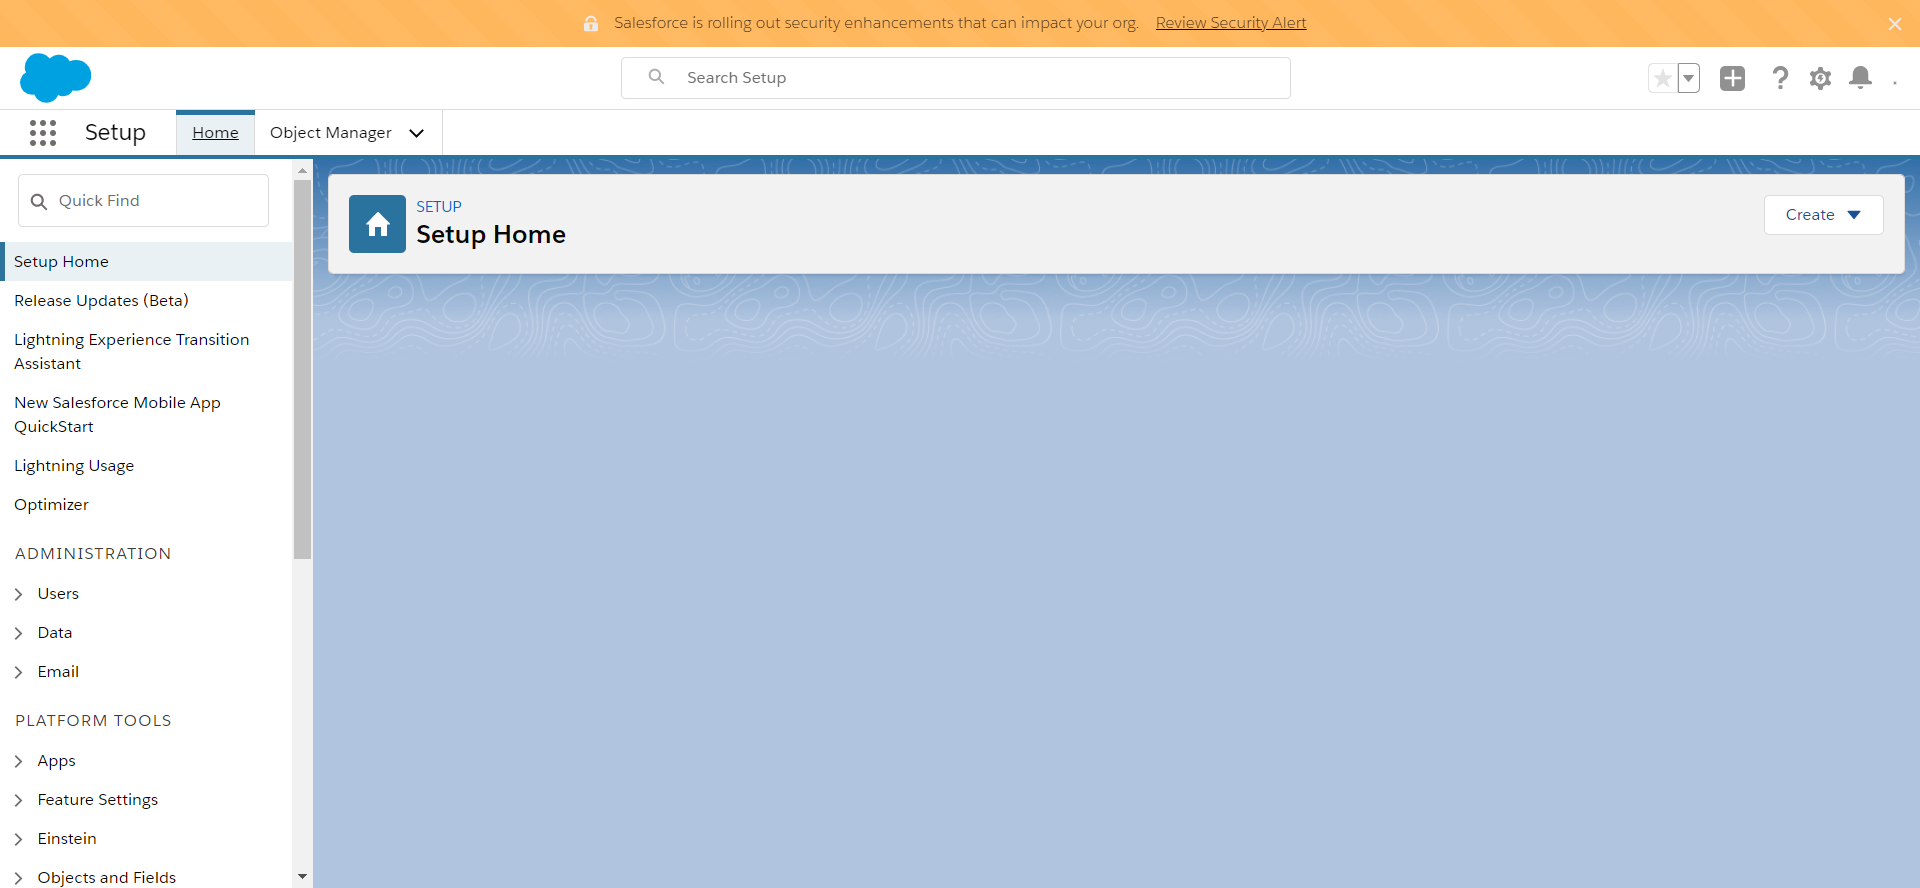 Salesforce is rolling out security enhancements that can impact your org. Review Security Alert
Search Setup
Setup
Home
Object Manager
Quick Find
Setup Home
Release Updates (Beta)
Lightning Experience Transition
Assistant
New Salesforce Mobile App
QuickStart
Lightning Usage
Optimizer
ADMINISTRATION
Users
Data
Email
PLATFORM TOOLS
Apps
Feature Settings
Einstein
Objects and Fields
SETUP
Setup Home
Create